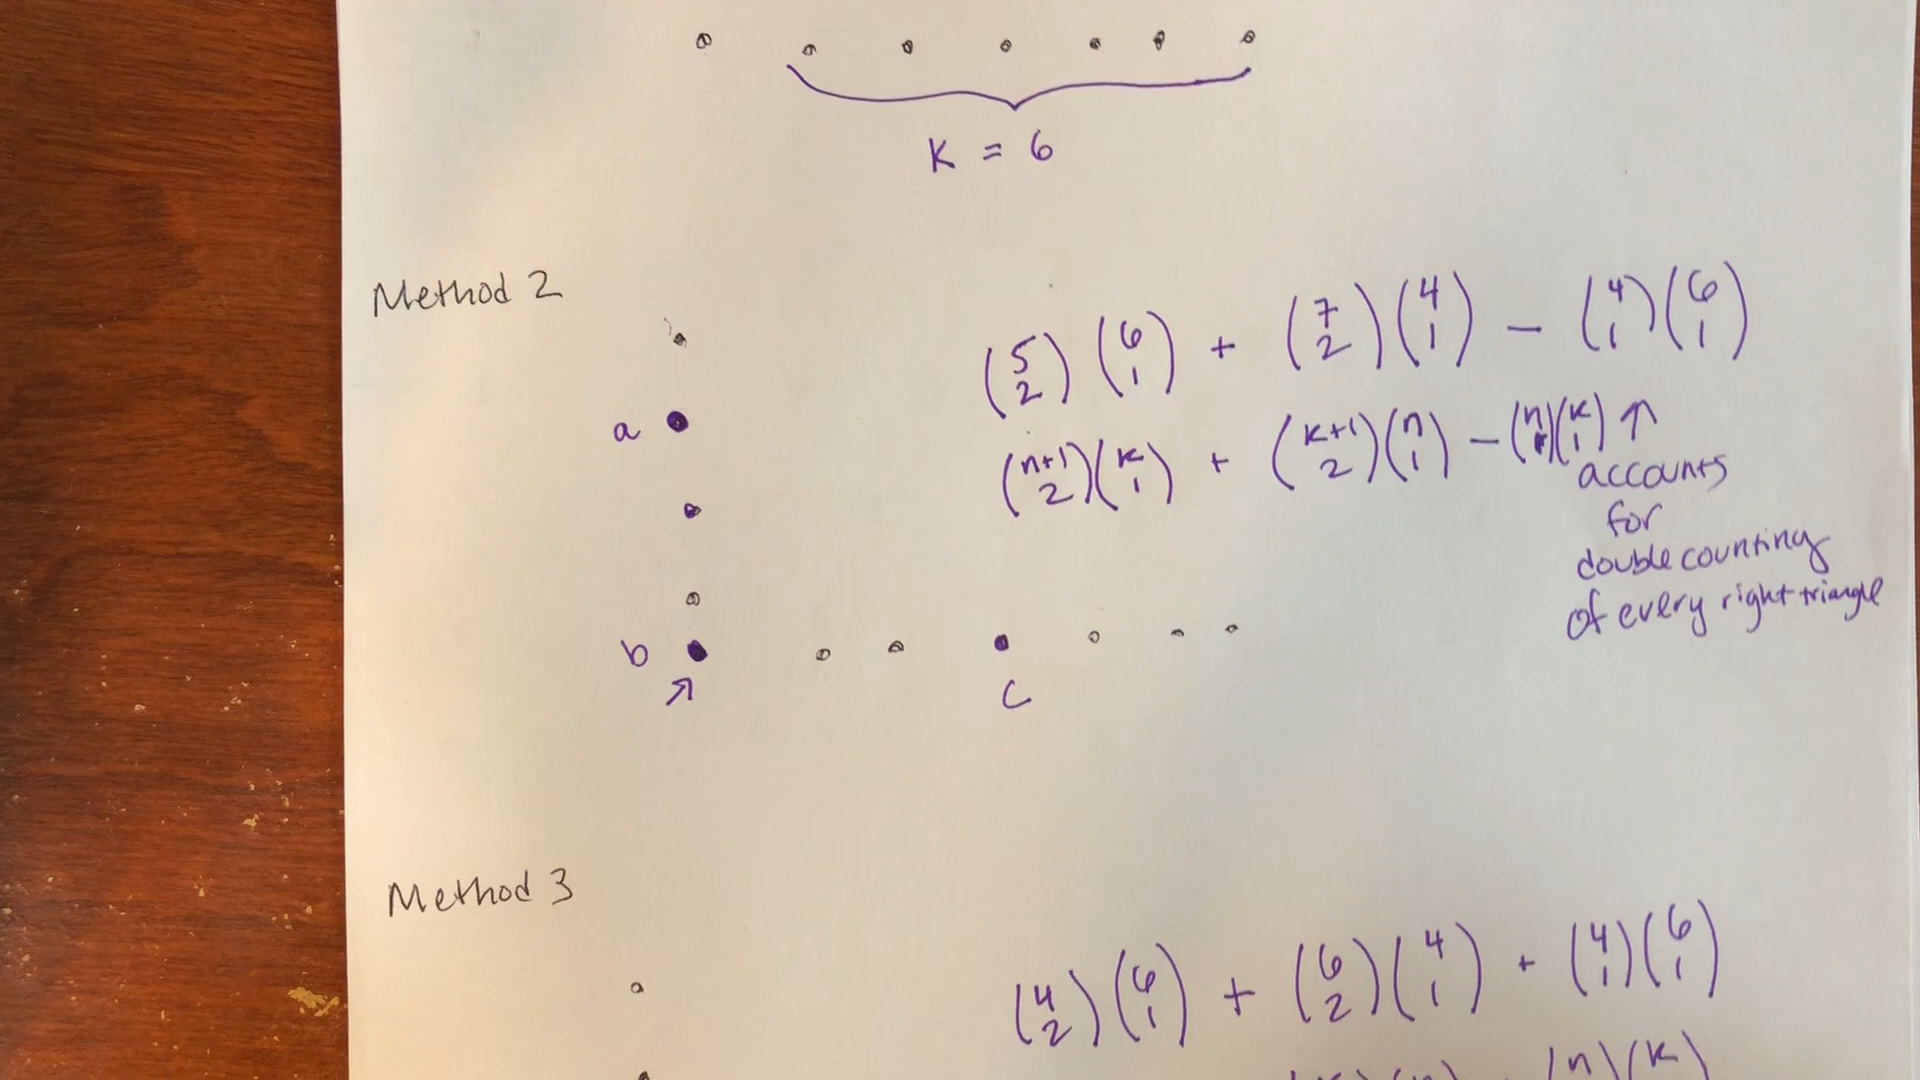 K = 6
Method 2
(5 2)(6 1) + (7 2)(4 1) − (4 1)(6 1)
a
(n+1 2)(k 1) + (k+1 2)(n 1) − (n 1)(k 1) ↑
accounts
for
double counting
of every right triangle
b
↗
c
Method 3
(4 2)(6 1) + (6 2)(4 1) + (4 1)(6 1)